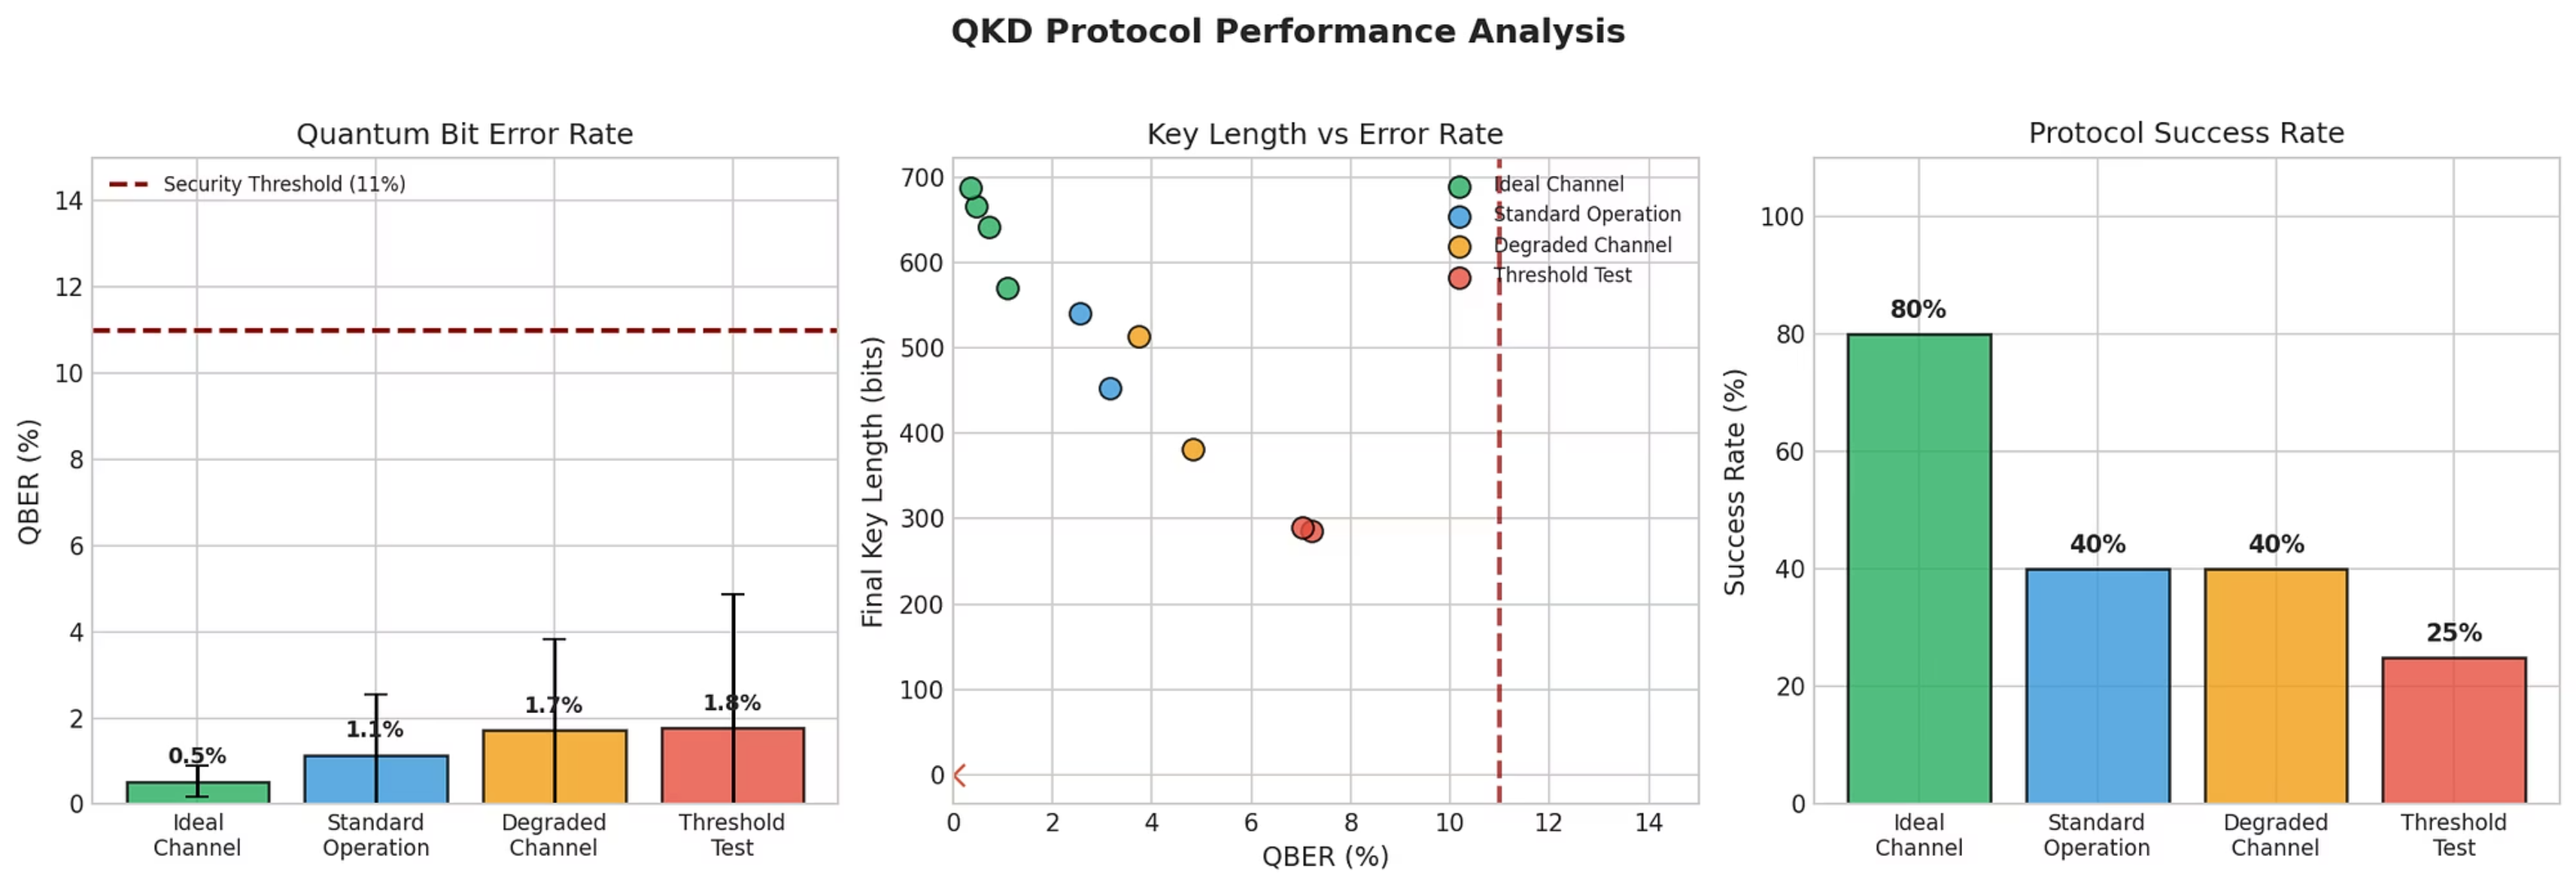 QKD Protocol Performance Analysis
Quantum Bit Error Rate
Security Threshold (11%)
QBER (%)
14
12
10
8
6
4
2
0
0.5%
1.1%
1.7%
1.8%
Ideal
Channel
Standard
Operation
Degraded
Channel
Threshold
Test
Key Length vs Error Rate
Ideal Channel
Standard Operation
Degraded Channel
Threshold Test
Final Key Length (bits)
700
600
500
400
300
200
100
0
0 2 4 6 8 10 12 14
QBER (%)
Protocol Success Rate
Success Rate (%)
100
80
60
40
20
0
80%
40%
40%
25%
Ideal
Channel
Standard
Operation
Degraded
Channel
Threshold
Test